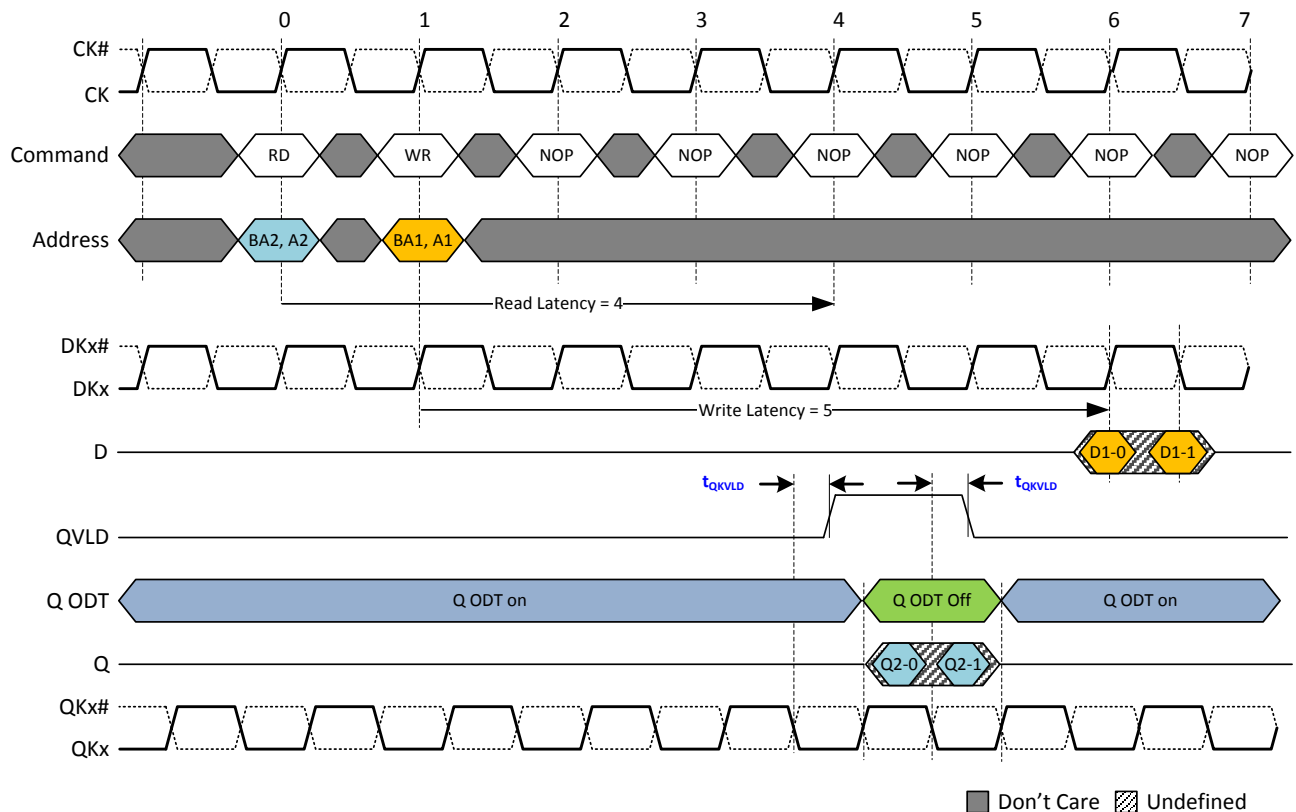 0 1 2 3 4 5 6 7
CK#
CK
Command RD WR NOP NOP NOP NOP NOP NOP
Address BA2, A2 BA1, A1
Read Latency = 4
DKx#
DKx
Write Latency = 5
D D1-0 D1-1
tQKVLD tQKVLD
QVLD
Q ODT Q ODT on Q ODT Off Q ODT on
Q Q2-0 Q2-1
QKx#
QKx
Don't Care Undefined